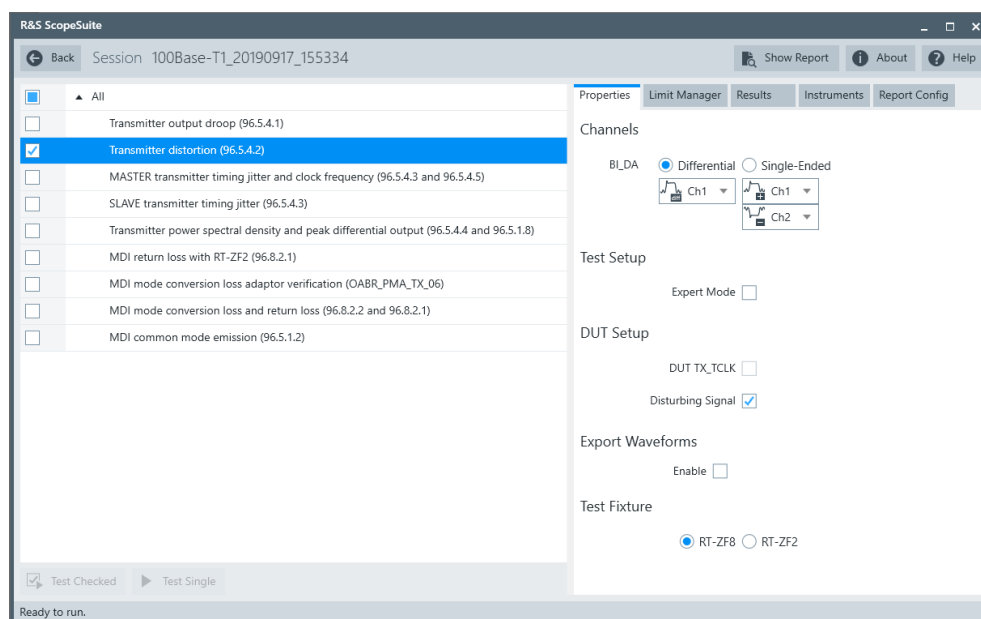 R&S ScopeSuite
Back Session 100Base-T1_20190917_155334 Show Report About Help
All
Transmitter output droop (96.5.4.1)
Transmitter distortion (96.5.4.2)
MASTER transmitter timing jitter and clock frequency (96.5.4.3 and 96.5.4.5)
SLAVE transmitter timing jitter (96.5.4.3)
Transmitter power spectral density and peak differential output (96.5.4.4 and 96.5.1.8)
MDI return loss with RT-ZF2 (96.8.2.1)
MDI mode conversion loss adaptor verification (OABR_PMA_TX_06)
MDI mode conversion loss and return loss (96.8.2.2 and 96.8.2.1)
MDI common mode emission (96.5.1.2)
Test Checked Test Single
Properties Limit Manager Results Instruments Report Config
Channels
BI_DA Differential Single-Ended
Ch1 Ch1
Ch2
Test Setup
Expert Mode
DUT Setup
DUT TX_TCLK
Disturbing Signal
Export Waveforms
Enable
Test Fixture
RT-ZF8 RT-ZF2
Ready to run.